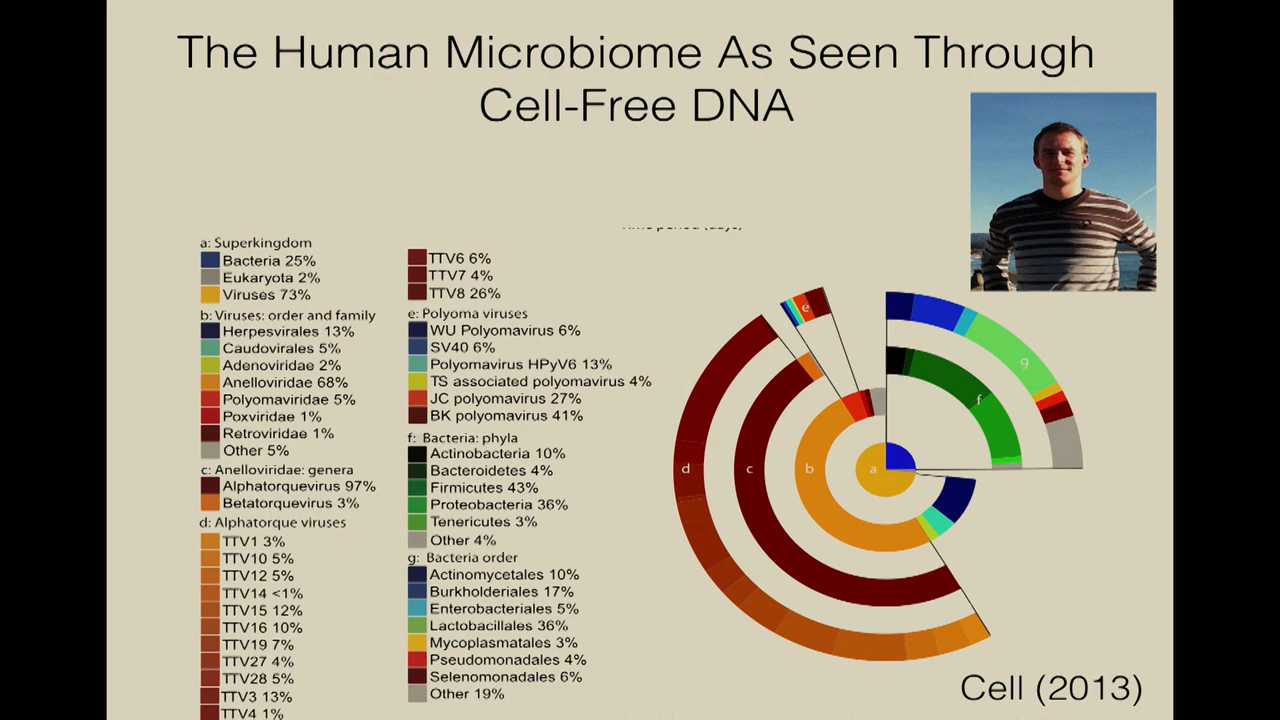 The Human Microbiome As Seen Through
Cell-Free DNA
a: Superkingdom
Bacteria 25%
Eukaryota 2%
Viruses 73%
b: Viruses: order and family
Herpesvirales 13%
Caudovirales 5%
Adenoviridae 2%
Anelloviridae 68%
Polyomaviridae 5%
Poxviridae 1%
Retroviridae 1%
Other 5%
c: Anelloviridae: genera
Alphatorquevirus 97%
Betatorquevirus 3%
d: Alphatorque viruses
TTV1 3%
TTV10 5%
TTV12 5%
TTV14 <1%
TTV15 12%
TTV16 10%
TTV19 7%
TTV27 4%
TTV28 5%
TTV3 13%
TTV4 1%
TTV6 6%
TTV7 4%
TTV8 26%
e: Polyoma viruses
WU Polyomavirus 6%
SV40 6%
Polyomavirus HPyV6 13%
TS associated polyomavirus 4%
JC polyomavirus 27%
BK polyomavirus 41%
f: Bacteria: phyla
Actinobacteria 10%
Bacteroidetes 4%
Firmicutes 43%
Proteobacteria 36%
Tenericutes 3%
Other 4%
g: Bacteria order
Actinomycetales 10%
Burkholderiales 17%
Enterobacteriales 5%
Lactobacillales 36%
Mycoplasmatales 3%
Pseudomonadales 4%
Selenomonadales 6%
Other 19%
e
g
f
d
c
b
a
Cell (2013)